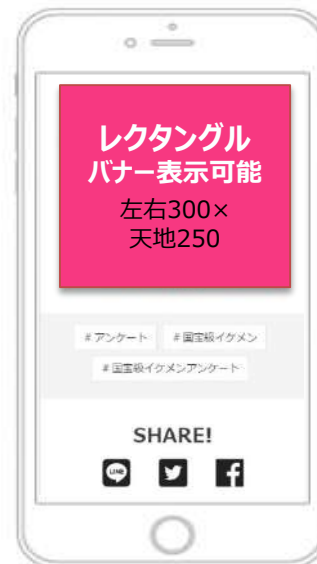 レクタングル
バナー表示可能
左右300×
天地250
# アンケート # 国宝級イケメン
# 国宝級イケメンアンケート
SHARE!
LINE